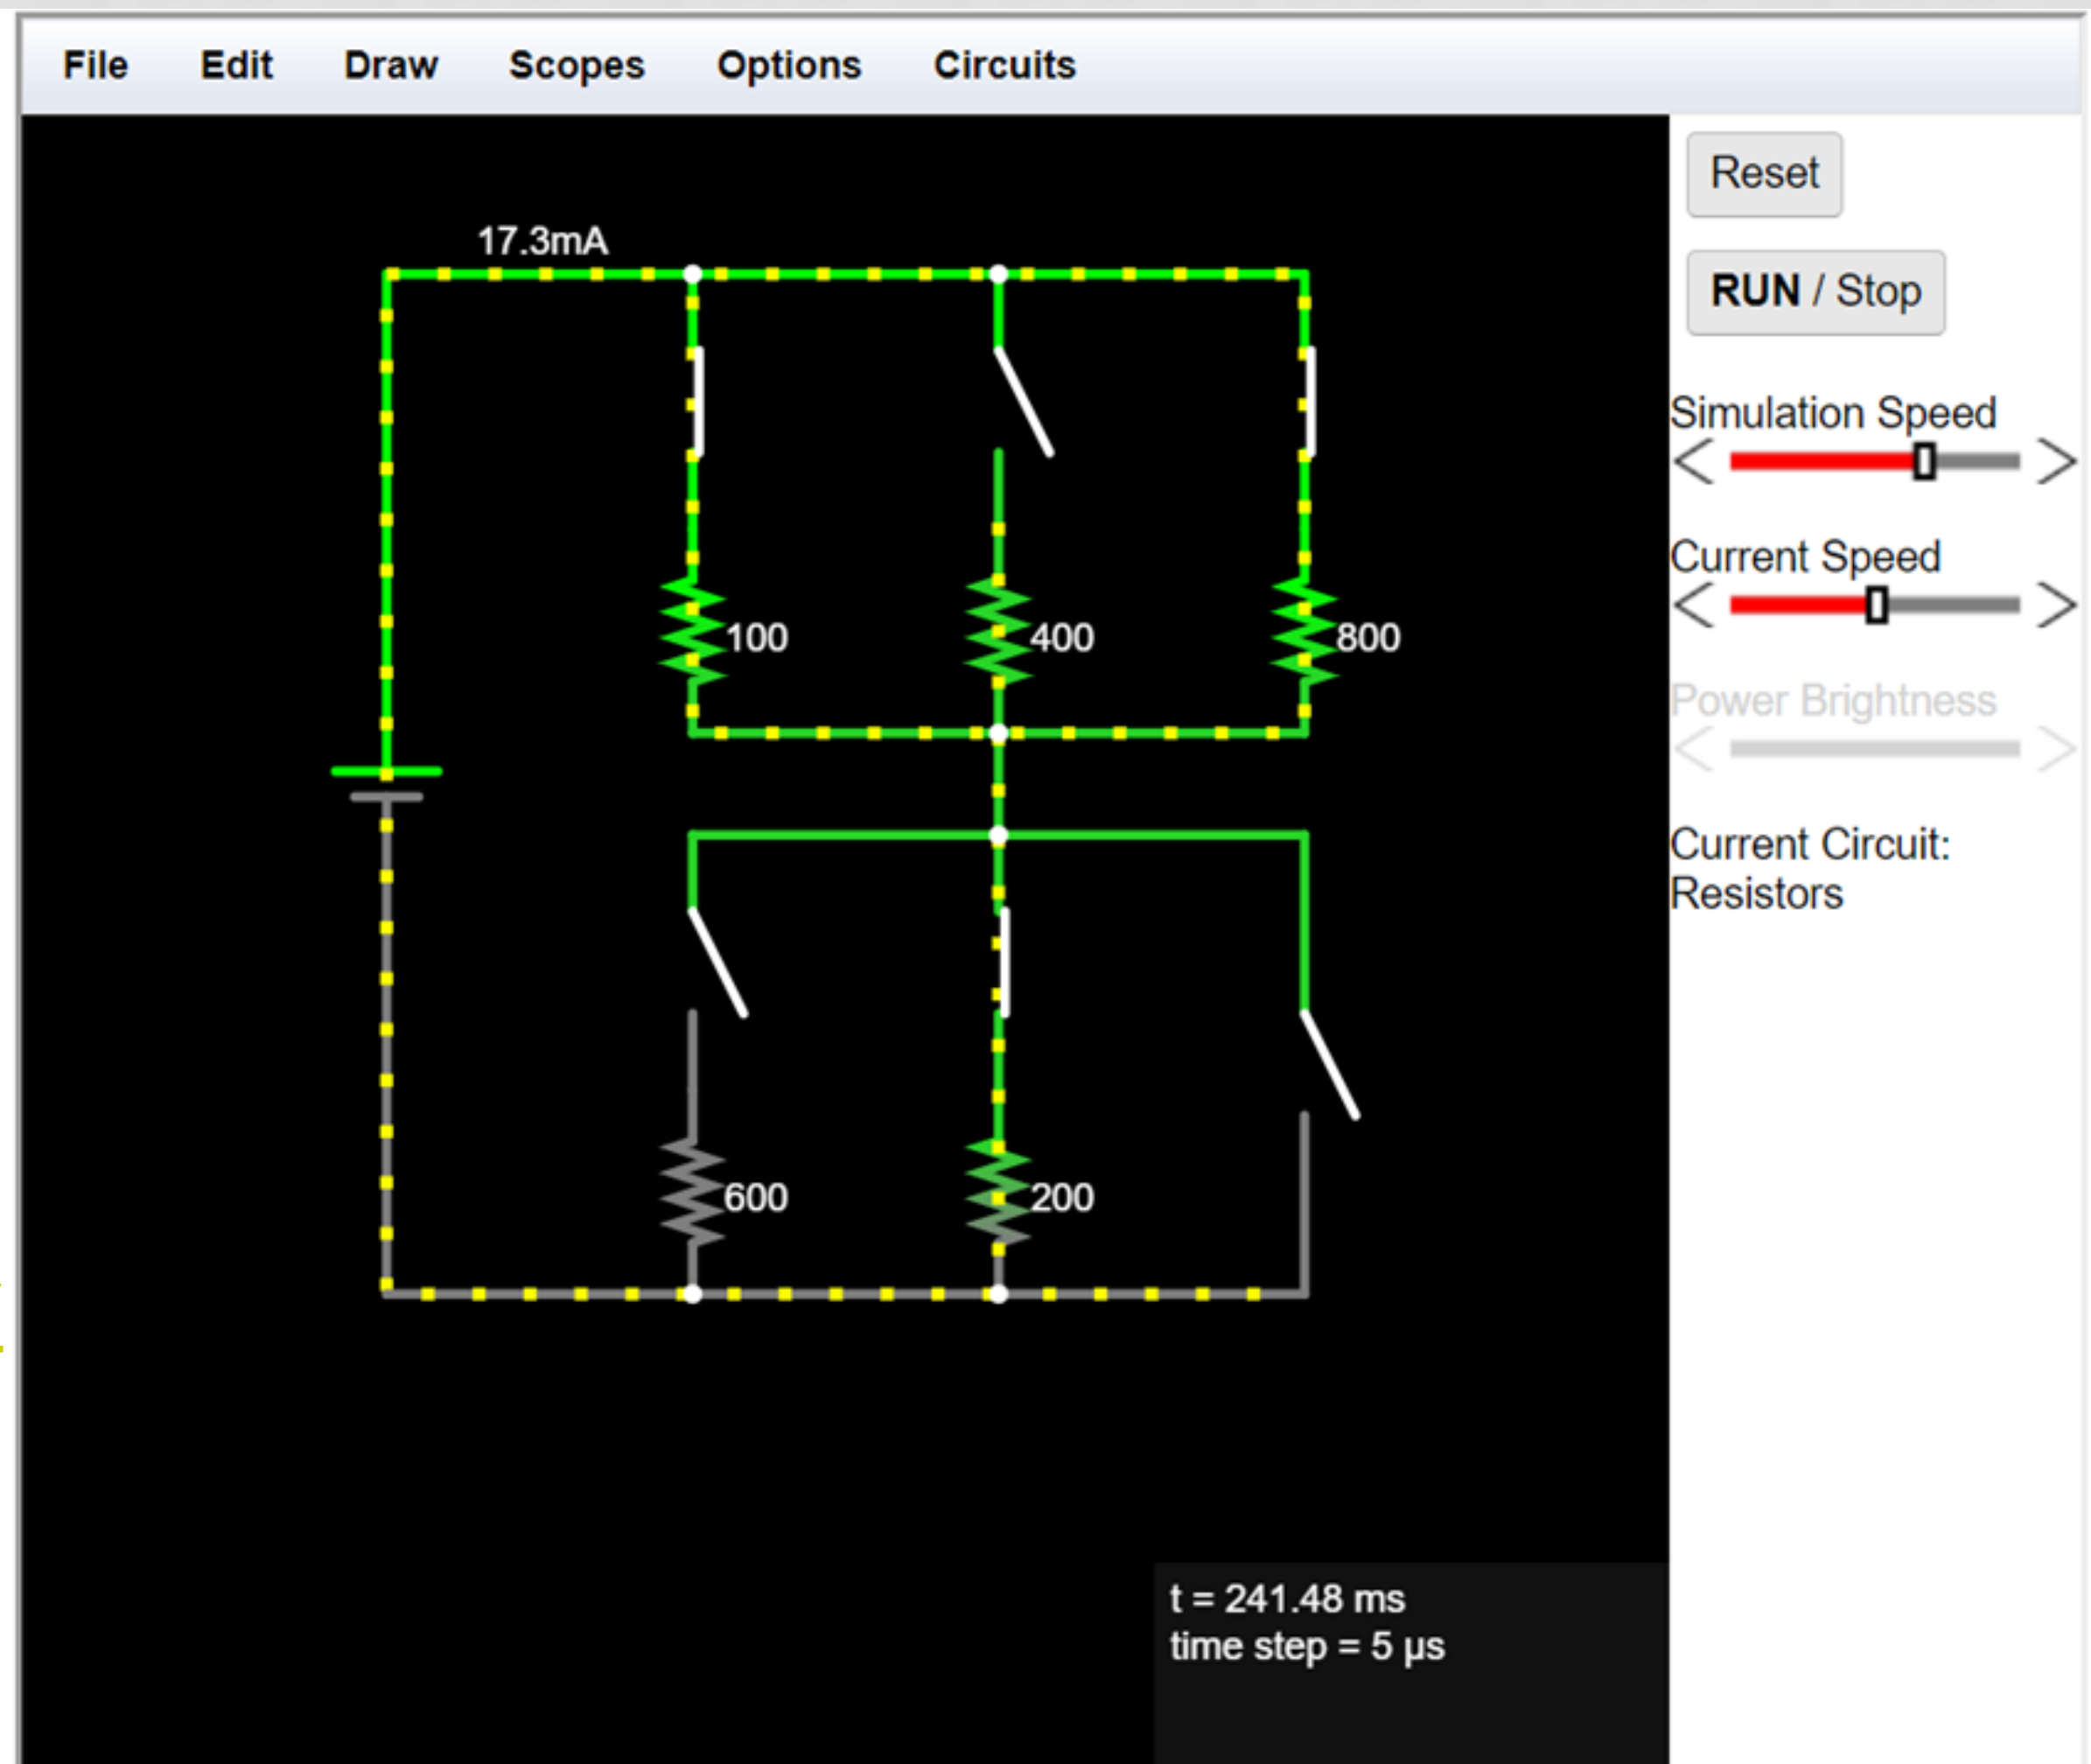 File Edit Draw Scopes Options Circuits
Reset
RUN / Stop
Simulation Speed
Current Speed
Power Brightness
Current Circuit:
Resistors
17.3mA
100
400
800
600
200
t = 241.48 ms
time step = 5 µs